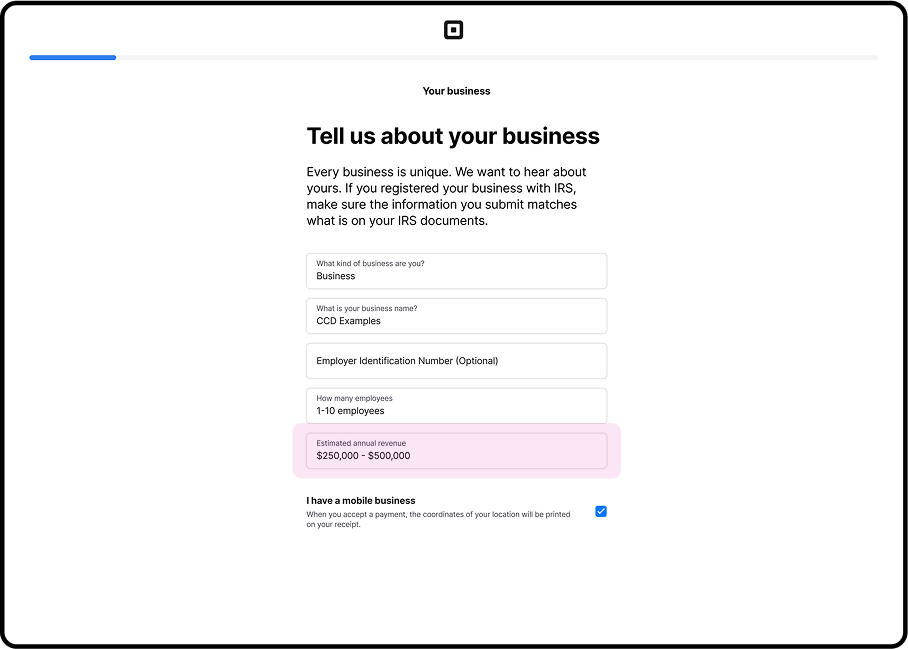 Your business
Tell us about your business
Every business is unique. We want to hear about
yours. If you registered your business with IRS,
make sure the information you submit matches
what is on your IRS documents.
What kind of business are you?
Business
What is your business name?
CCD Examples
Employer Identification Number (Optional)
How many employees
1-10 employees
Estimated annual revenue
$250,000 - $500,000
I have a mobile business
When you accept a payment, the coordinates of your location will be printed
on your receipt.